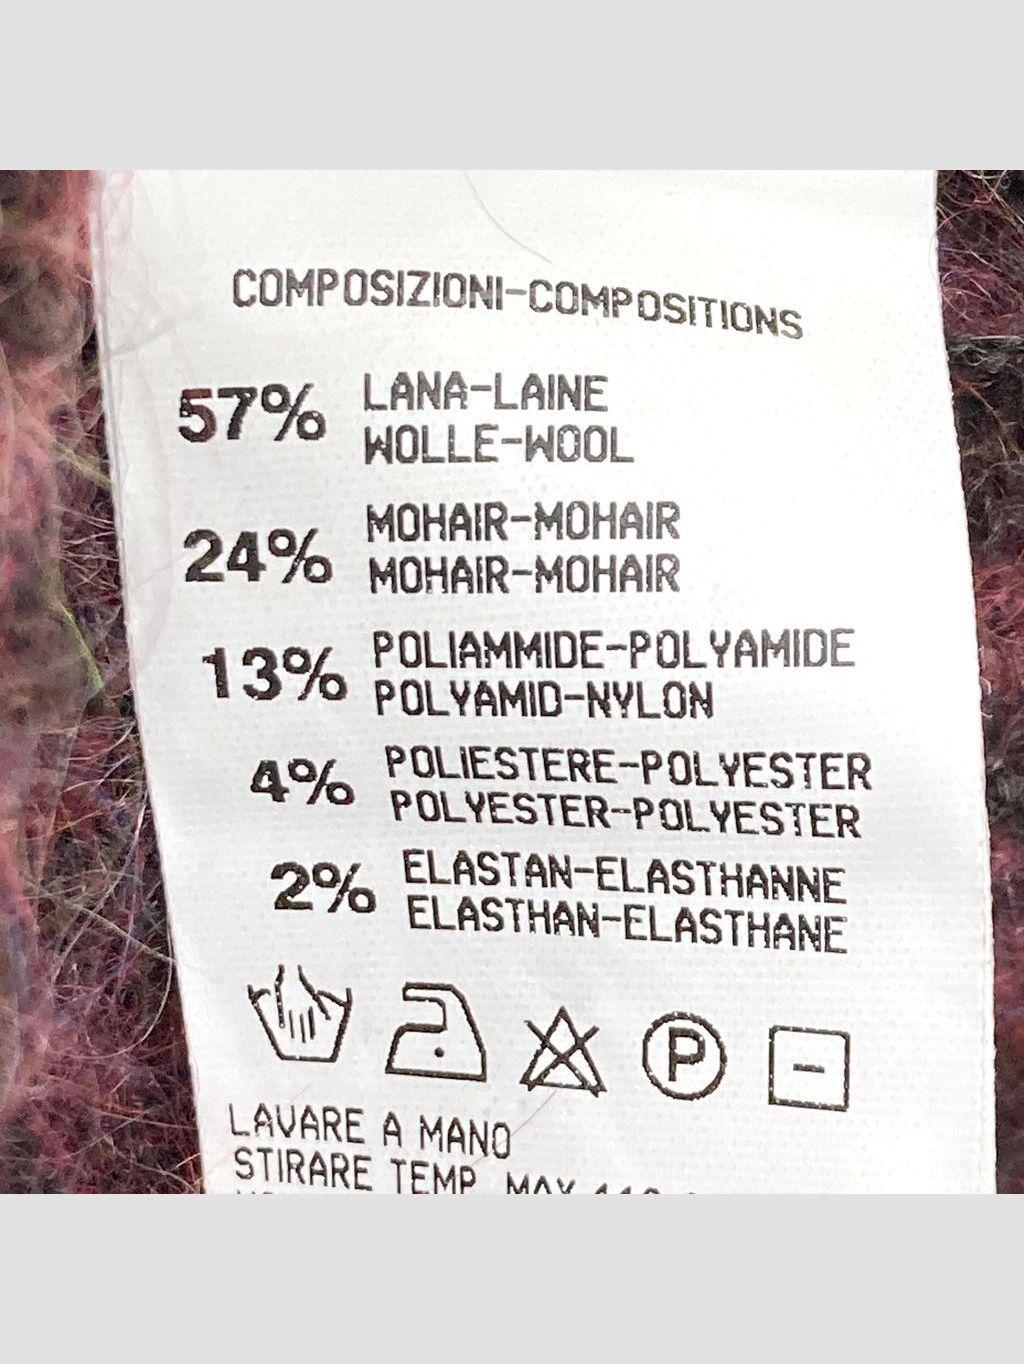 COMPOSIZIONI-COMPOSITIONS
57% LANA-LAINE
WOLLE-WOOL
24% MOHAIR-MOHAIR
MOHAIR-MOHAIR
13% POLIAMMIDE-POLYAMIDE
POLYAMID-NYLON
4% POLIESTERE-POLYESTER
POLYESTER-POLYESTER
2% ELASTAN-ELASTHANNE
ELASTHAN-ELASTHANE
P
LAVARE A MANO
STIRARE TEMP. MAX